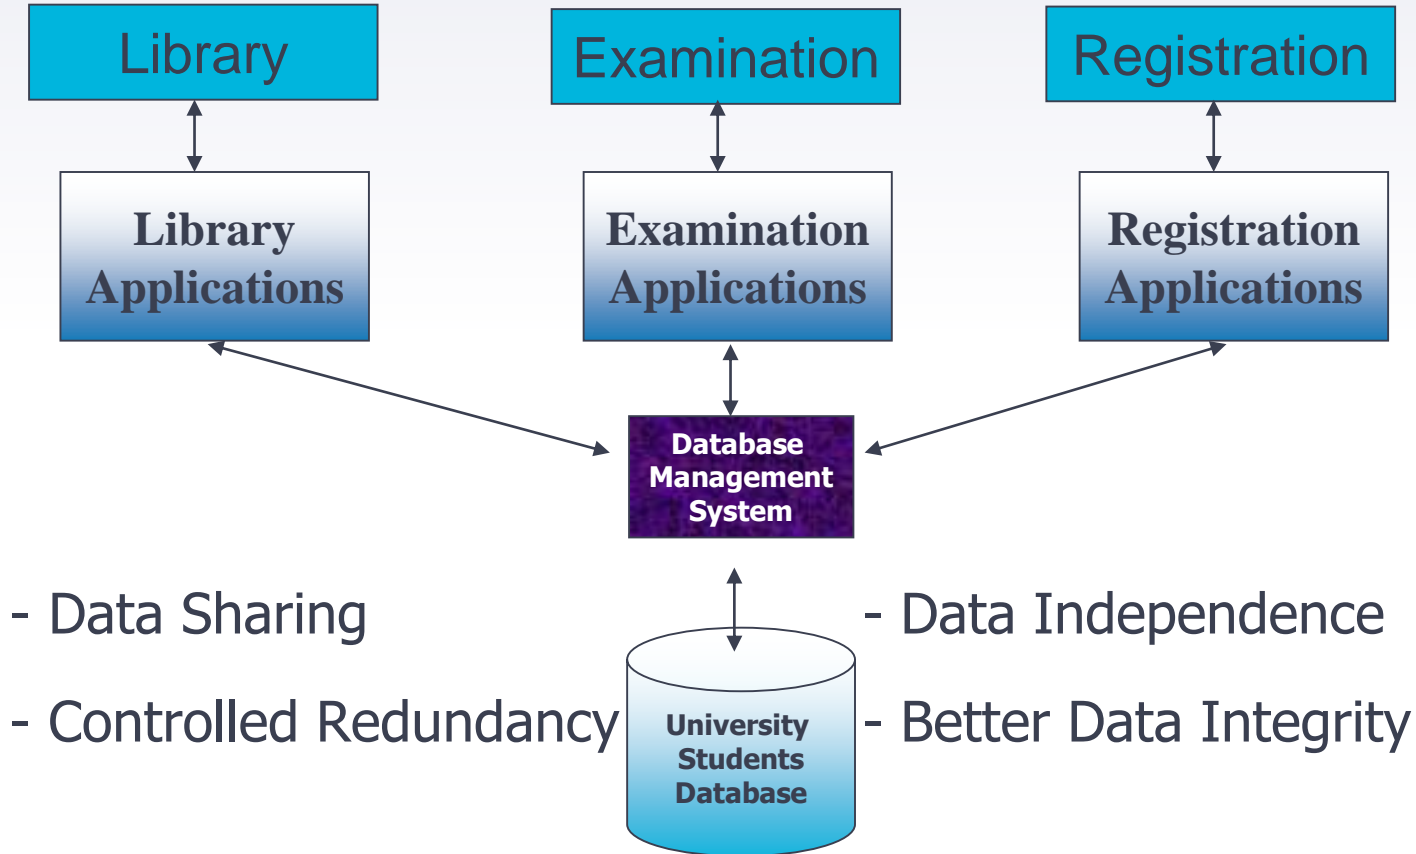 Library
Examination
Registration
Library
Applications
Examination
Applications
Registration
Applications
Database
Management
System
- Data Sharing
- Controlled Redundancy
University
Students
Database
- Data Independence
- Better Data Integrity